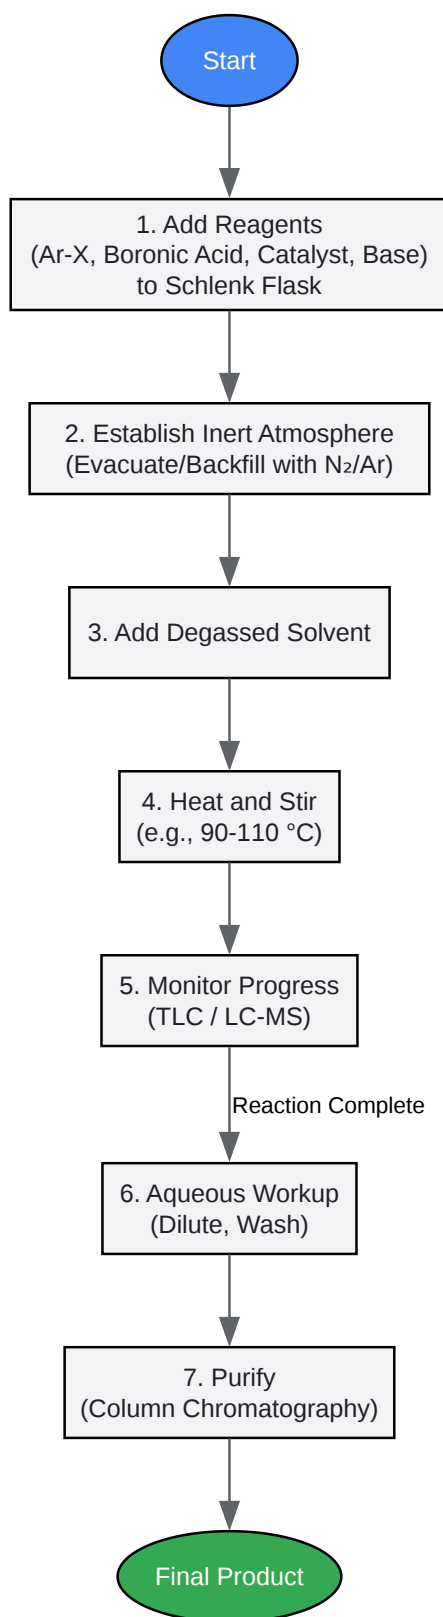 Start
1. Add Reagents
(Ar-X, Boronic Acid, Catalyst, Base)
to Schlenk Flask
2. Establish Inert Atmosphere
(Evacuate/Backfill with N₂/Ar)
3. Add Degassed Solvent
4. Heat and Stir
(e.g., 90-110 °C)
5. Monitor Progress
(TLC / LC-MS)
Reaction Complete
6. Aqueous Workup
(Dilute, Wash)
7. Purify
(Column Chromatography)
Final Product